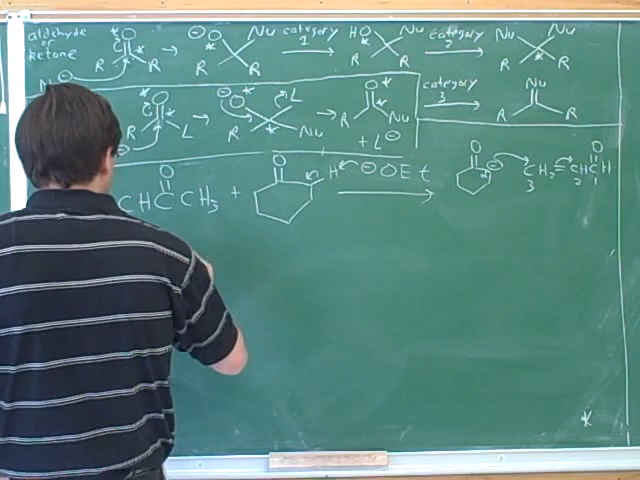 aldehyde * O Nu HO Nu Nu Nu
or C * → ⊖ O category 1 → * category 2 → *
ketone R R R R R R R R
N ⊖ * O ⊖ O L O * category 3 → Nu
R * L → R * Nu → R * Nu R R
⊖ + L ⊖
O O O O
CHCCH3 + H ⊖OEt → ⊖ CH2=CHCH
3 2 1
*